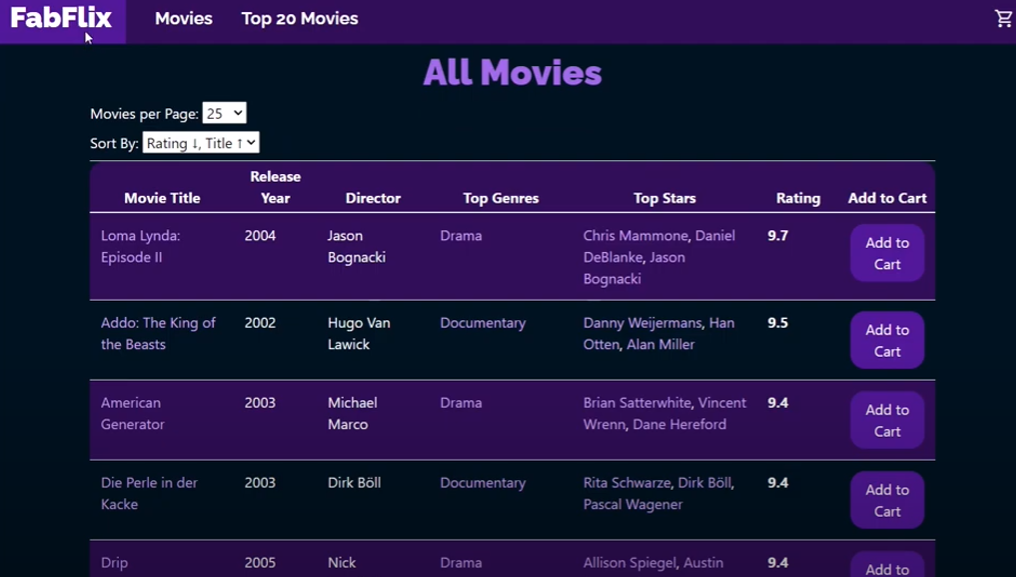 FabFlix Movies Top 20 Movies
All Movies
Movies per Page: 25
Sort By: Rating ↓, Title ↑
Release
Movie Title Year Director Top Genres Top Stars Rating Add to Cart
Loma Lynda: 2004 Jason Drama Chris Mammone, Daniel 9.7 Add to
Episode II Bognacki DeBlanke, Jason Cart
Bognacki
Addo: The King of 2002 Hugo Van Documentary Danny Weijermans, Han 9.5 Add to
the Beasts Lawick Otten, Alan Miller Cart
American 2003 Michael Drama Brian Satterwhite, Vincent 9.4 Add to
Generator Marco Wrenn, Dane Hereford Cart
Die Perle in der 2003 Dirk Böll Documentary Rita Schwarze, Dirk Böll, 9.4 Add to
Kacke Pascal Wagener Cart
Drip 2005 Nick Drama Allison Spiegel, Austin 9.4 Add to